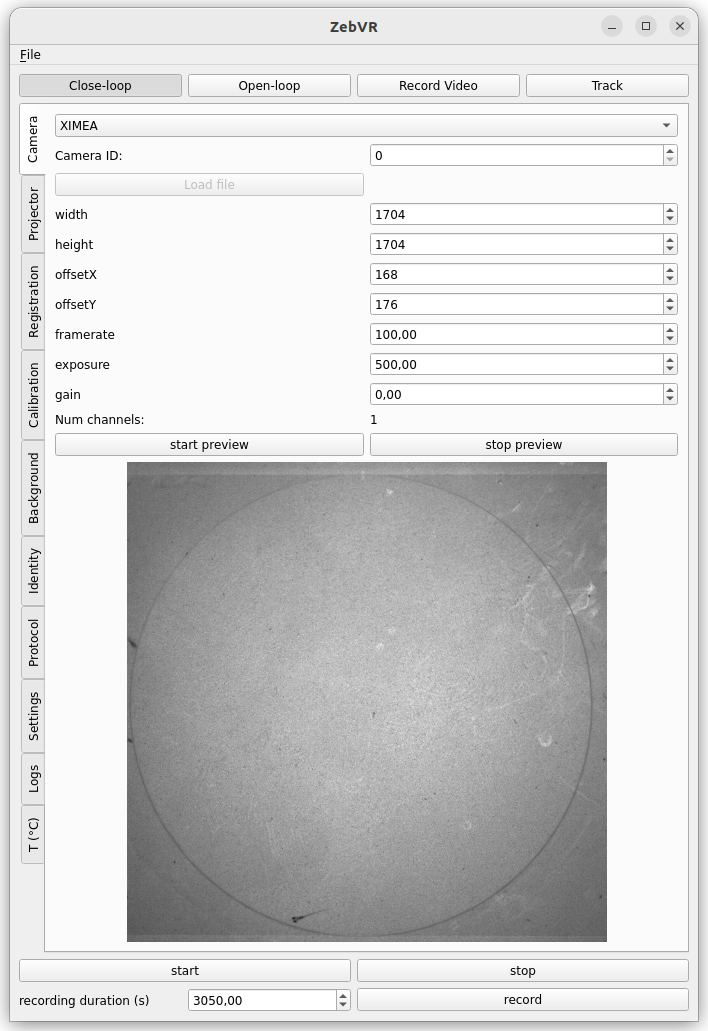 ZebVR
File
Close-loop
Open-loop
Record Video
Track
Camera
Projector
Registration
Calibration
Background
Identity
Protocol
Settings
Logs
T (°C)
XIMEA
Camera ID: 0
Load file
width 1704
height 1704
offsetX 168
offsetY 176
framerate 100,00
exposure 500,00
gain 0,00
Num channels: 1
start preview
stop preview
start
stop
recording duration (s) 3050,00
record